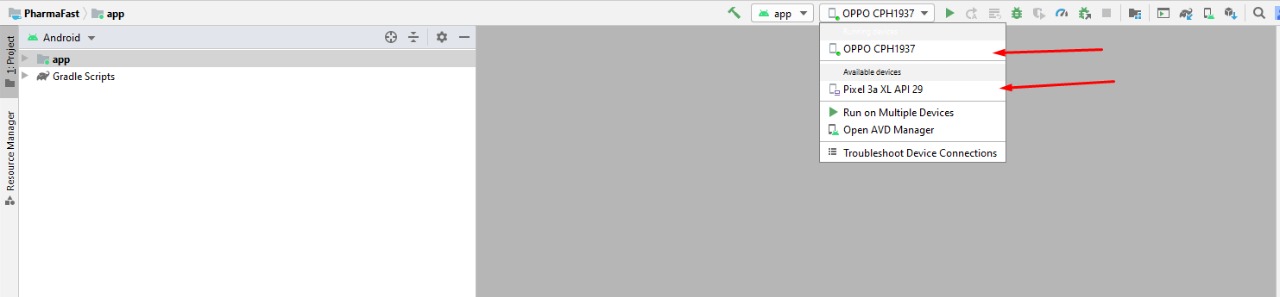 PharmaFast app
app
OPPO CPH1937
1: Project
Android
app
Gradle Scripts
Resource Manager
OPPO CPH1937
Available devices
Pixel 3a XL API 29
Run on Multiple Devices
Open AVD Manager
Troubleshoot Device Connections